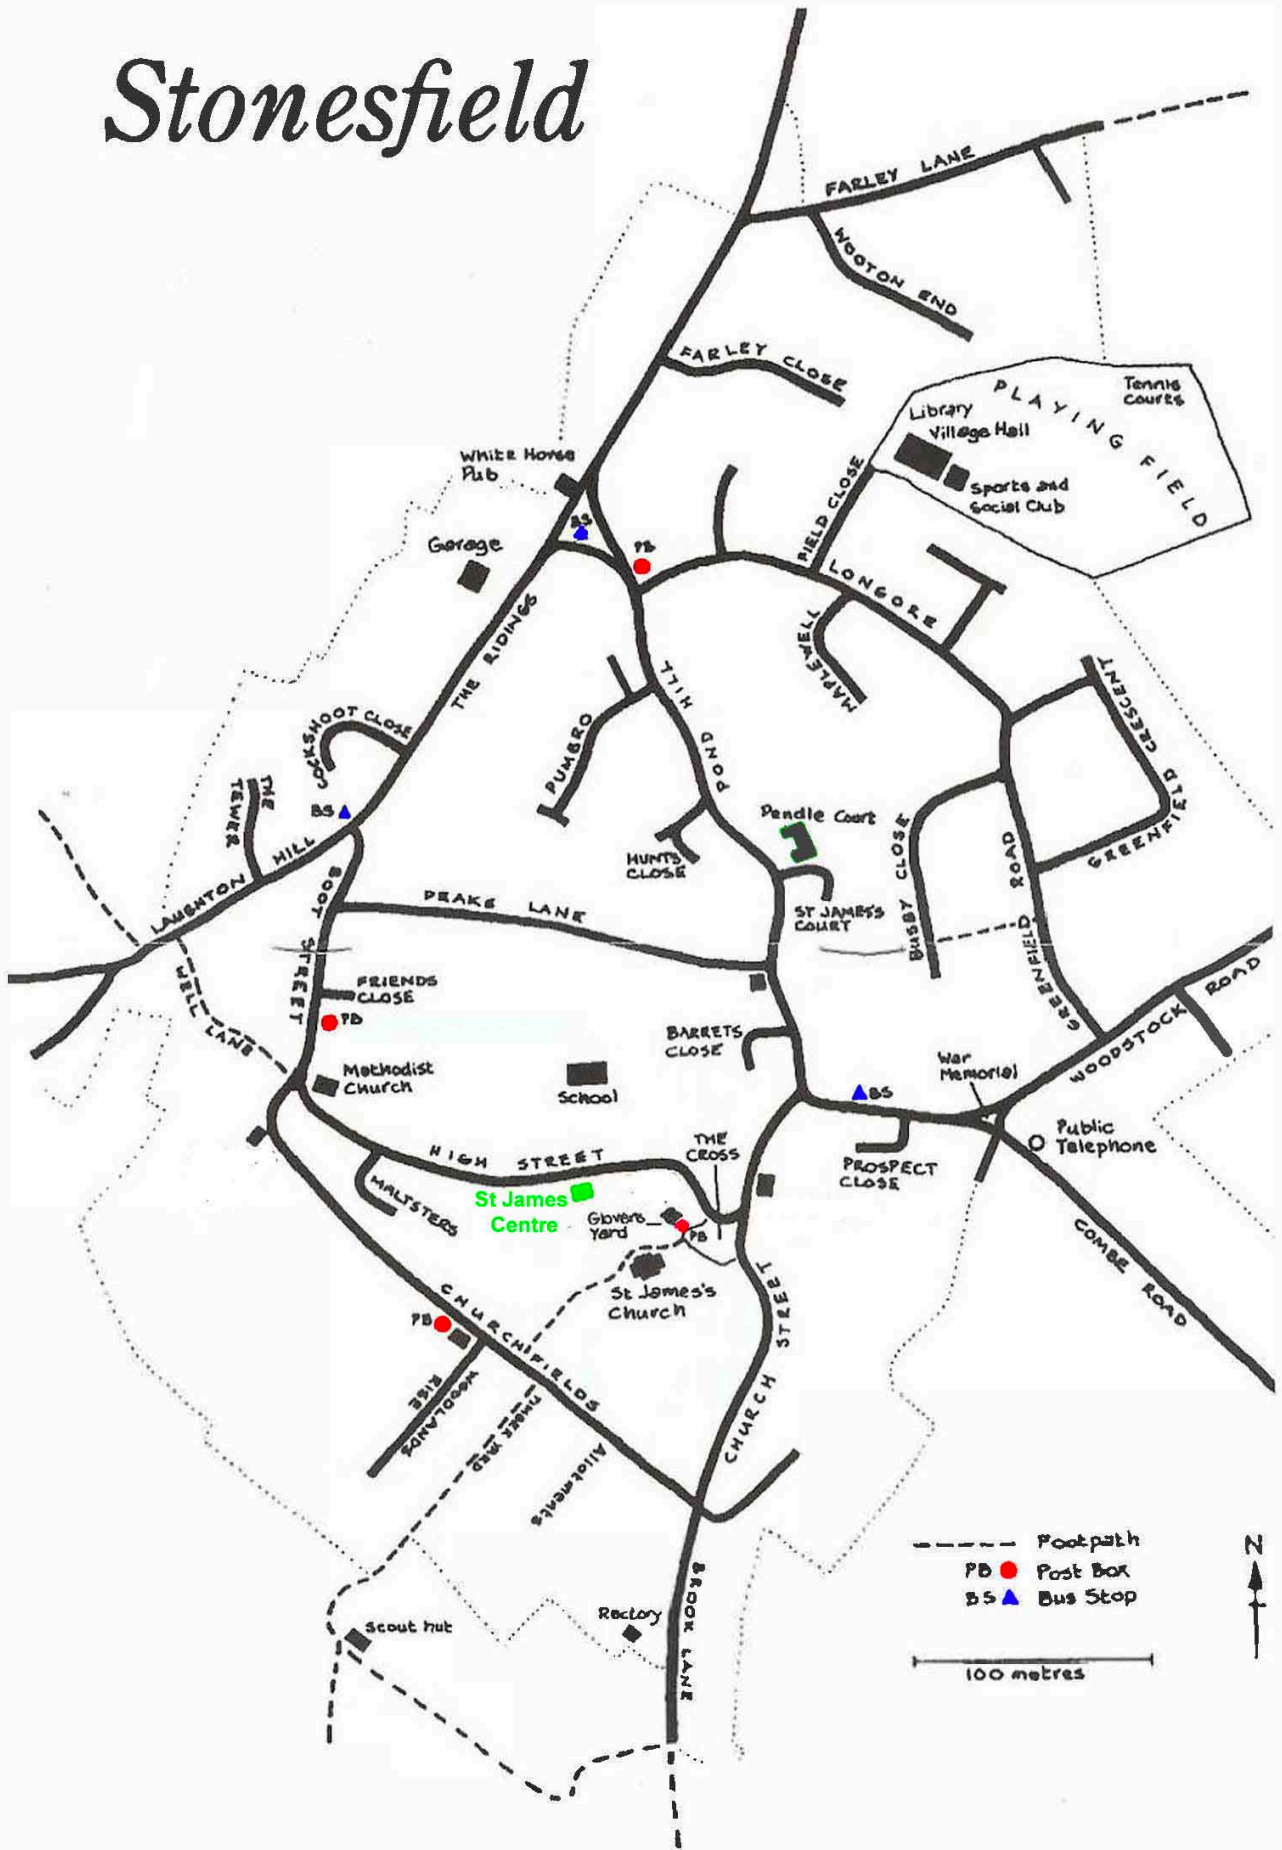 Stonesfield
FARLEY LANE
WOOTON END
FARLEY CLOSE
PLAYING FIELD
Tennis
Courts
Library
Village Hall
Sports and
Social Club
White Horse
Pub
BS
Garage
PB
FIELD CLOSE
LONGORE
MAPLEWELL
THE RIDINGS
COCKSHOOT CLOSE
THE
TEWER
BS
LAUGHTON HILL
PUMBRO
POND HILL
HUNTS
CLOSE
Pendle Court
ST JAMES'S
COURT
BUSBY CLOSE
GREENFIELD CRESCENT
GREENFIELD ROAD
BOOT STREET
PEAKE LANE
WELL LANE
FRIENDS
CLOSE
PB
Methodist
Church
School
BARRETS
CLOSE
BS
War
Memorial
WOODSTOCK ROAD
Public
Telephone
PROSPECT
CLOSE
COMBE ROAD
THE
CROSS
HIGH STREET
MALTSTERS
St James
Centre
Glovers
Yard
PB
St James's
Church
CHURCH STREET
PB
CHURCHFIELDS
WOODLANDS
RISE
TIMBER YARD
Allotments
BROOK LANE
Rectory
Scout hut
Footpath
PB Post Box
BS Bus Stop
N
100 metres